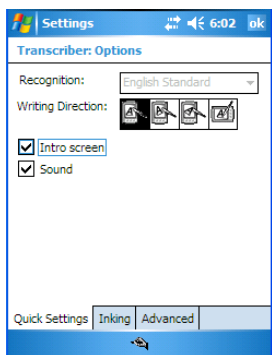 Settings 6:02 ok
Transcriber: Options
Recognition: English Standard
Writing Direction:
Intro screen
Sound
Quick Settings Inking Advanced